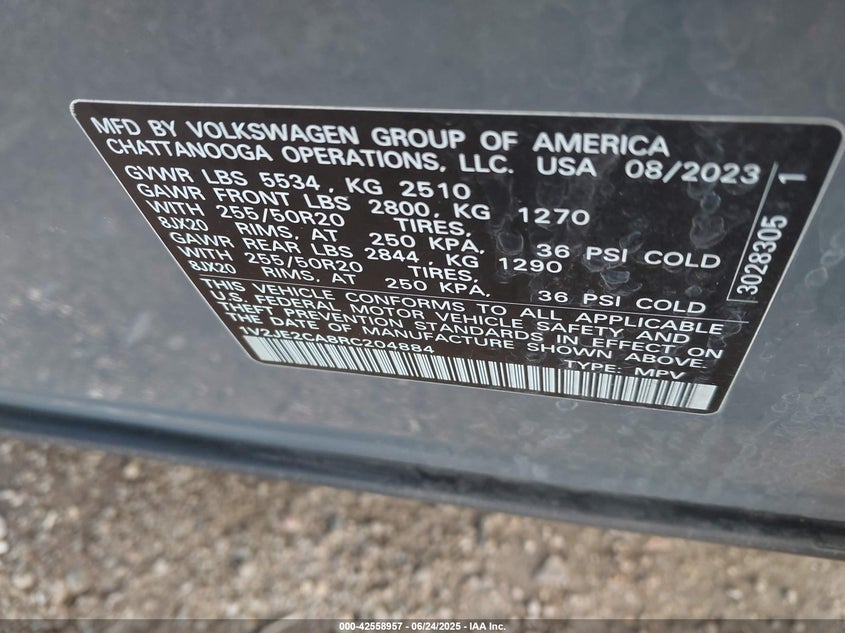 MFD BY VOLKSWAGEN GROUP OF AMERICA
CHATTANOOGA OPERATIONS, LLC. USA 08/2023
GVWR LBS 5534, KG 2510
GAWR FRONT LBS 2800, KG 1270
WITH 255/50R20 TIRES,
8JX20 RIMS, AT 250 KPA, 36 PSI COLD
GAWR REAR LBS 2844, KG 1290
WITH 255/50R20 TIRES,
8JX20 RIMS, AT 250 KPA, 36 PSI COLD
THIS VEHICLE CONFORMS TO ALL APPLICABLE
U.S. FEDERAL MOTOR VEHICLE SAFETY AND
THEFT PREVENTION STANDARDS IN EFFECT ON
THE DATE OF MANUFACTURE SHOWN ABOVE.
1V2JE2CA8RC204884 TYPE: MPV
3028305 1
000-42558957 - 06/24/2025 - IAA Inc.